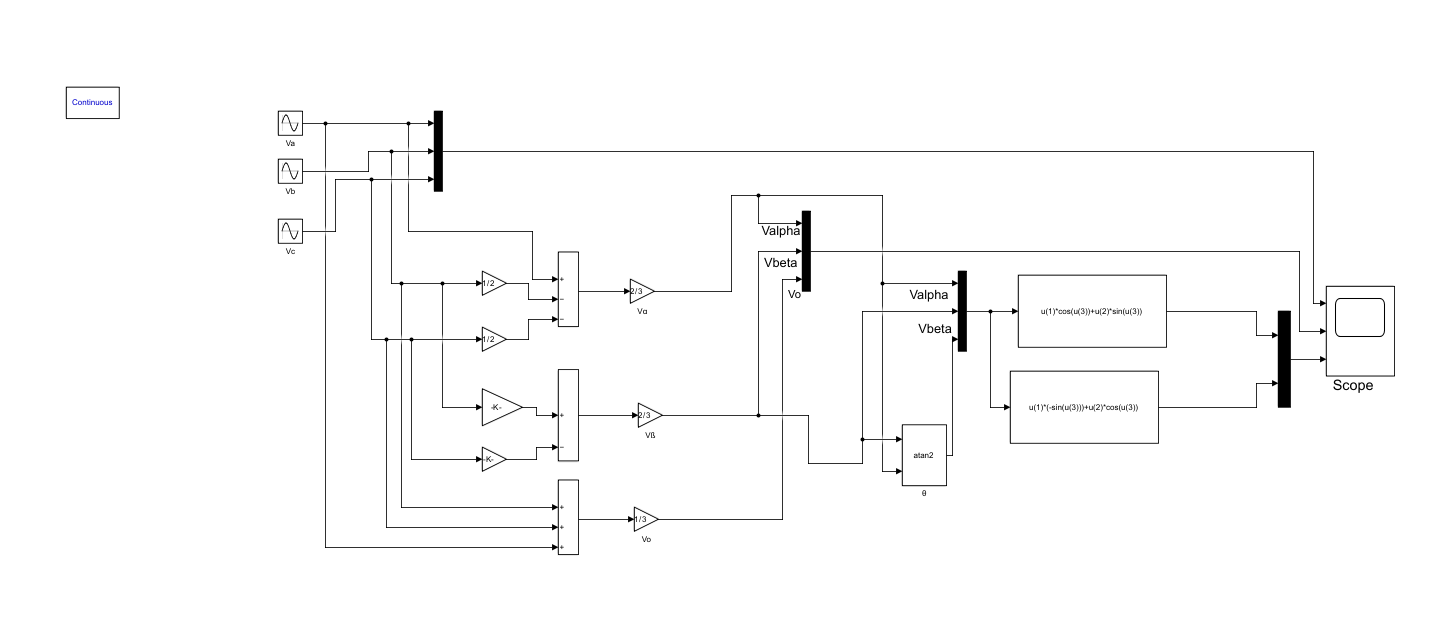 Continuous
Va
Vb
Vc
Valpha
Vbeta
Vo
+
−
−
1/2
1/2
2/3
Vα
Valpha
Vbeta
u(1)*cos(u(3))+u(2)*sin(u(3))
Scope
-K-
-K-
+
−
2/3
Vß
u(1)*(-sin(u(3)))+u(2)*cos(u(3))
atan2
θ
+
+
+
1/3
Vo